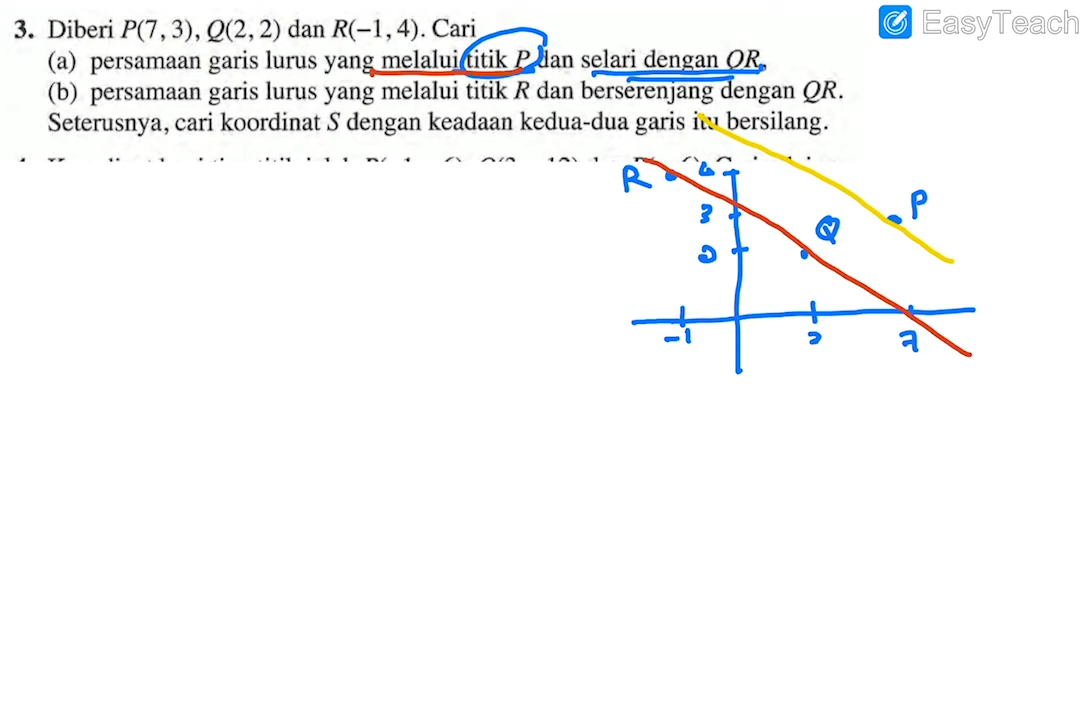 EasyTeach
3. Diberi P(7, 3), Q(2, 2) dan R(−1, 4). Cari
(a) persamaan garis lurus yang melalui titik P dan selari dengan QR.
(b) persamaan garis lurus yang melalui titik R dan berserenjang dengan QR.
Seterusnya, cari koordinat S dengan keadaan kedua-dua garis itu bersilang.
R 4 P
3 Q
2
-1 2 7